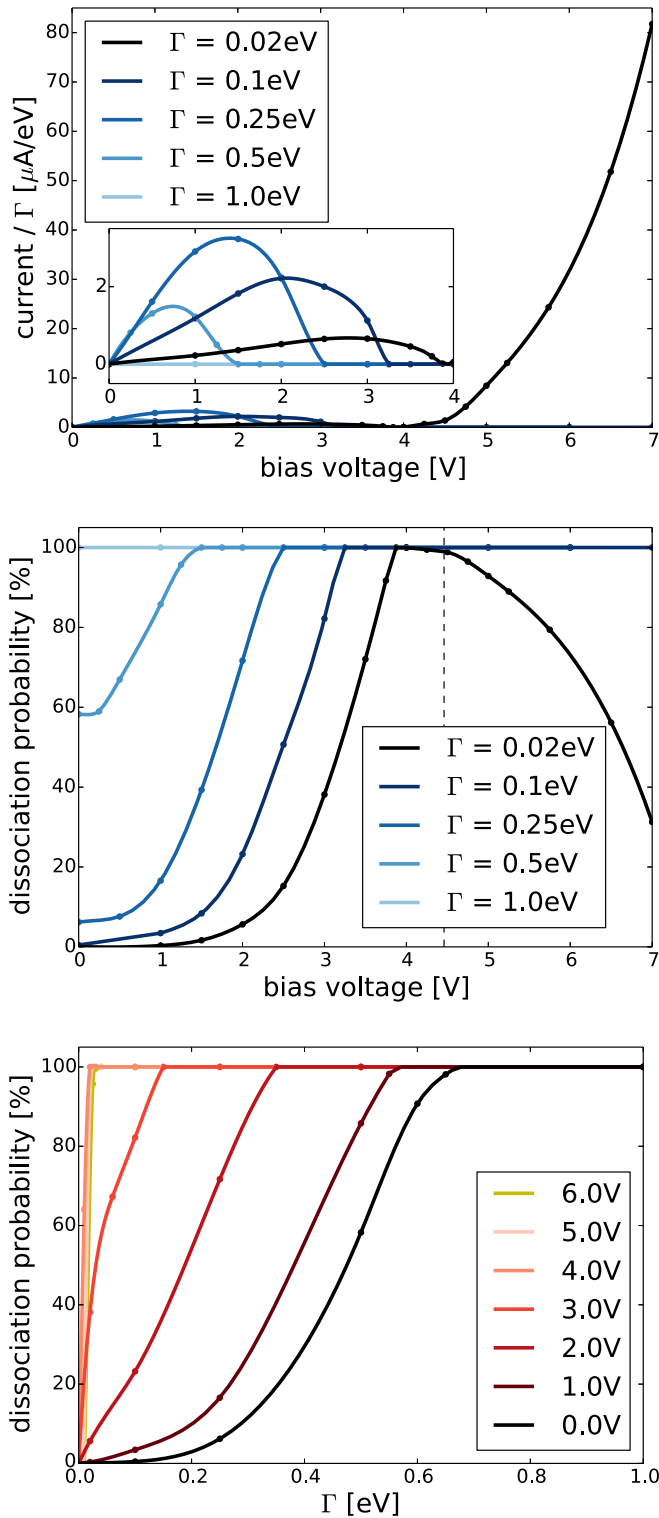 80
70
60
50
40
30
20
10
0
current / Γ [μA/eV]
Γ = 0.02eV
Γ = 0.1eV
Γ = 0.25eV
Γ = 0.5eV
Γ = 1.0eV
2
0
0 1 2 3 4
0 1 2 3 4 5 6 7
bias voltage [V]
100
80
60
40
20
0
dissociation probability [%]
Γ = 0.02eV
Γ = 0.1eV
Γ = 0.25eV
Γ = 0.5eV
Γ = 1.0eV
0 1 2 3 4 5 6 7
bias voltage [V]
100
80
60
40
20
0
dissociation probability [%]
6.0V
5.0V
4.0V
3.0V
2.0V
1.0V
0.0V
0.0 0.2 0.4 0.6 0.8 1.0
Γ [eV]